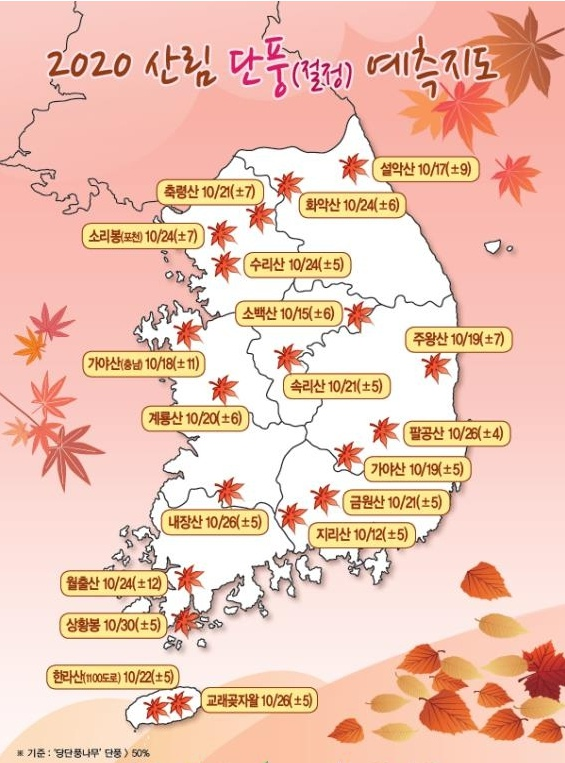 2020 산림 단풍(절정) 예측지도
설악산 10/17(±9)
축령산 10/21(±7)
화악산 10/24(±6)
소리봉(포천) 10/24(±7)
수리산 10/24(±5)
소백산 10/15(±6)
주왕산 10/19(±7)
가야산(충남) 10/18(±11)
속리산 10/21(±5)
계룡산 10/20(±6)
팔공산 10/26(±4)
가야산 10/19(±5)
금원산 10/21(±5)
내장산 10/26(±5)
지리산 10/12(±5)
월출산 10/24(±12)
상황봉 10/30(±5)
한라산(1100도로) 10/22(±5)
교래곶자왈 10/26(±5)
※ 기준 : '당단풍나무' 단풍 > 50%